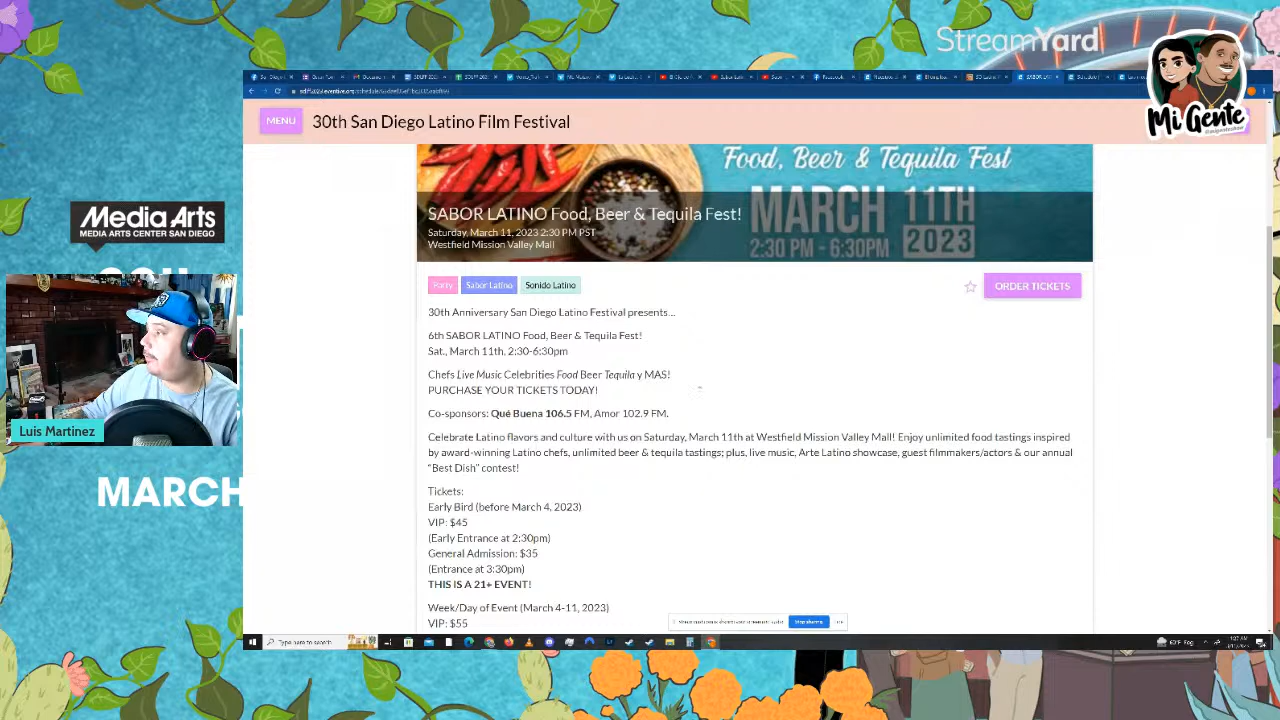 StreamYard
Mi Gente
MENU
30th San Diego Latino Film Festival
Food, Beer & Tequila Fest
MARCH 11TH
2:30 PM - 6:30PM 2023
SABOR LATINO Food, Beer & Tequila Fest!
Saturday, March 11, 2023 2:30 PM PST
Westfield Mission Valley Mall
Media Arts
MEDIA ARTS CENTER SAN DIEGO
Party
Sabor Latino
Sonido Latino
ORDER TICKETS
30th Anniversary San Diego Latino Festival presents...
6th SABOR LATINO Food, Beer & Tequila Fest!
Sat., March 11th, 2:30-6:30pm
Chefs Live Music Celebrities Food Beer Tequila y MAS!
PURCHASE YOUR TICKETS TODAY!
Co-sponsors: Qué Buena 106.5 FM, Amor 102.9 FM.
Celebrate Latino flavors and culture with us on Saturday, March 11th at Westfield Mission Valley Mall! Enjoy unlimited food tastings inspired
by award-winning Latino chefs, unlimited beer & tequila tastings; plus, live music, Arte Latino showcase, guest filmmakers/actors & our annual
“Best Dish” contest!
Tickets:
Early Bird (before March 4, 2023)
VIP: $45
(Early Entrance at 2:30pm)
General Admission: $35
(Entrance at 3:30pm)
THIS IS A 21+ EVENT!
Week/Day of Event (March 4-11, 2023)
VIP: $55
Luis Martinez
MARCH
Stop sharing
Hide
Type here to search